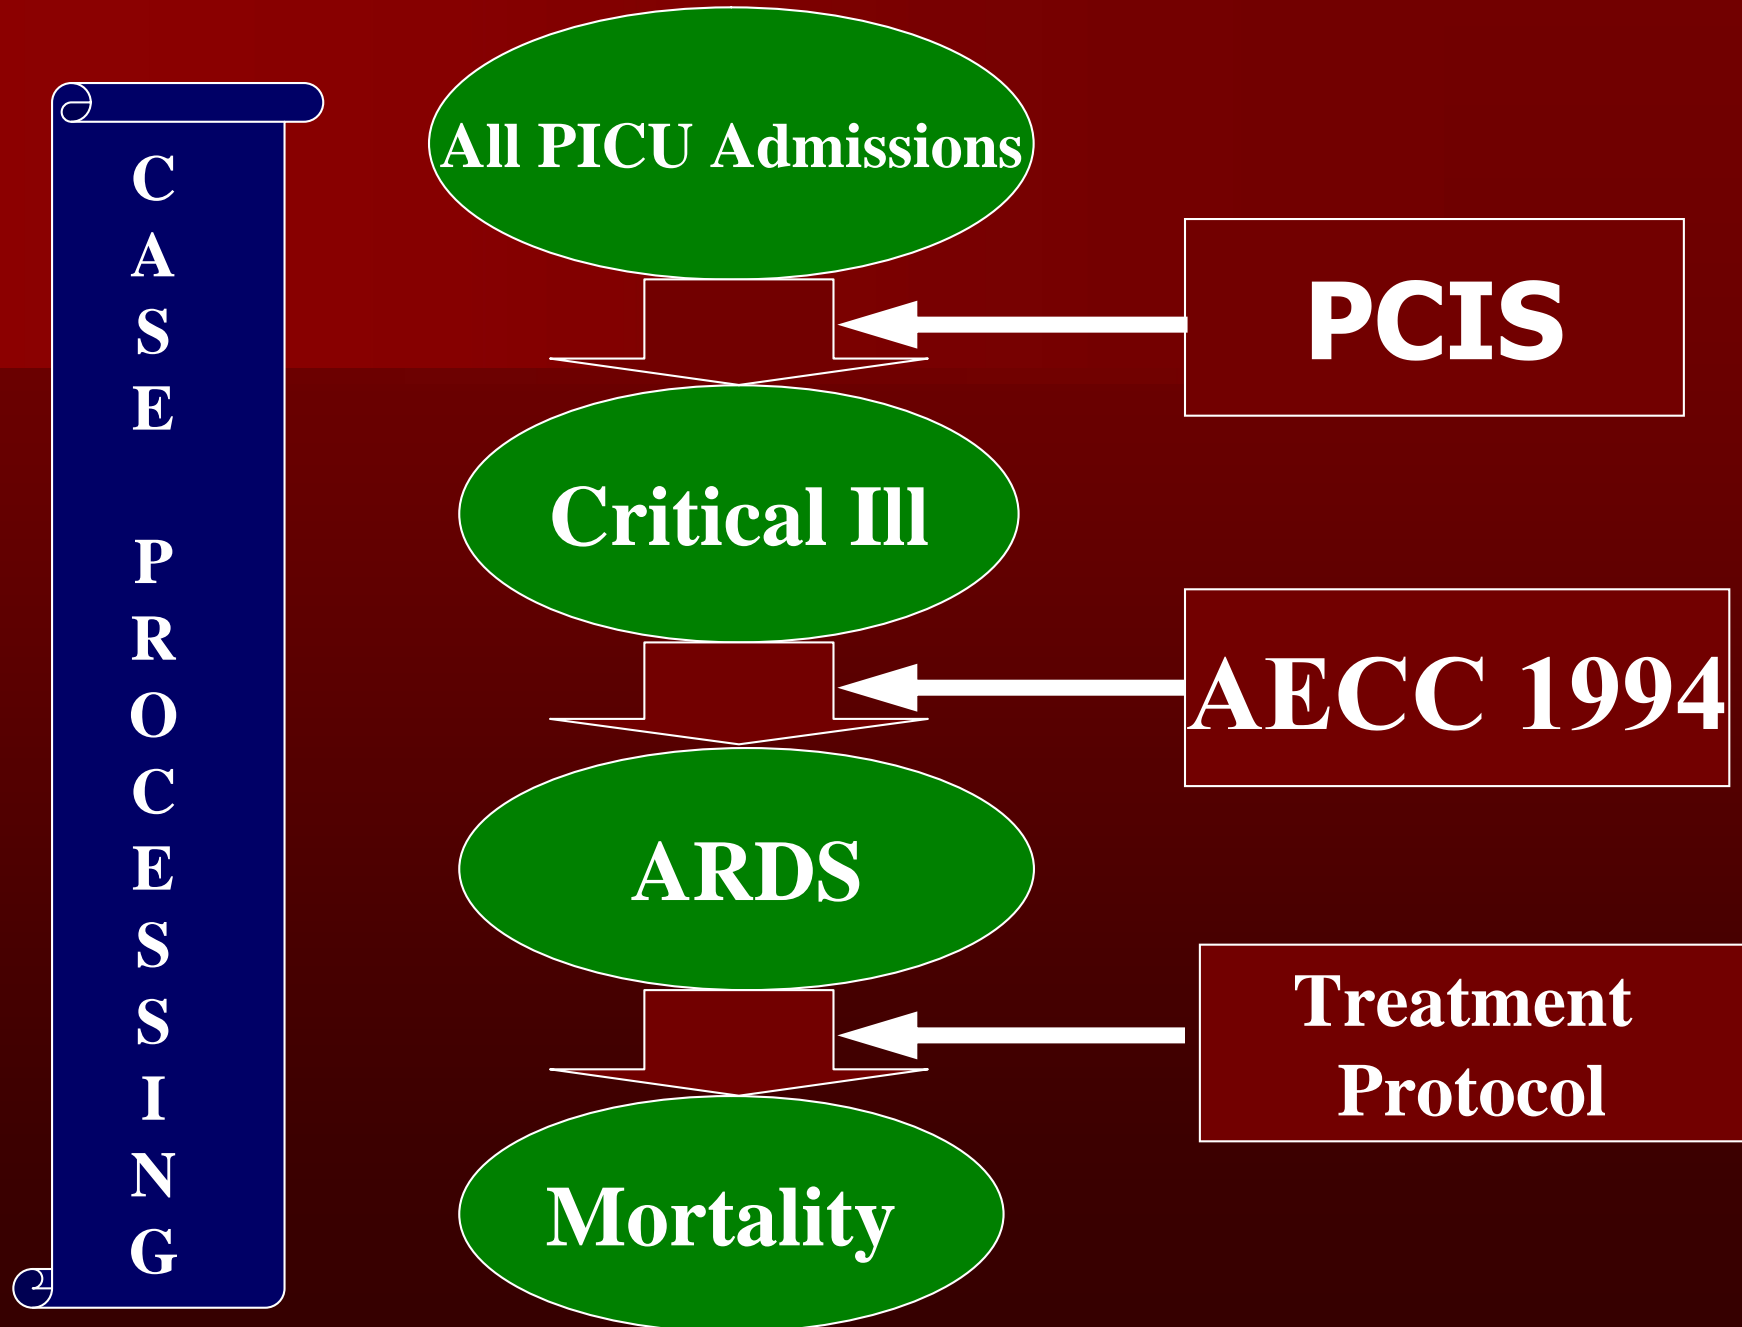 CASE PROCESSING
All PICU Admissions
PCIS
Critical Ill
AECC 1994
ARDS
Treatment
Protocol
Mortality